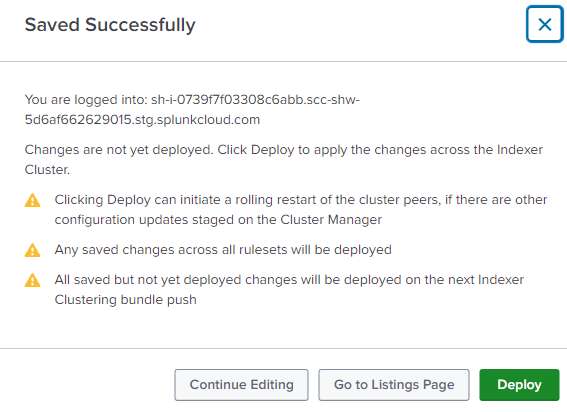 Saved Successfully
You are logged into: sh-i-0739f7f03308c6abb.scc-shw-
5d6af662629015.stg.splunkcloud.com
Changes are not yet deployed. Click Deploy to apply the changes across the Indexer
Cluster.
Clicking Deploy can initiate a rolling restart of the cluster peers, if there are other
configuration updates staged on the Cluster Manager
Any saved changes across all rulesets will be deployed
All saved but not yet deployed changes will be deployed on the next Indexer
Clustering bundle push
Continue Editing
Go to Listings Page
Deploy